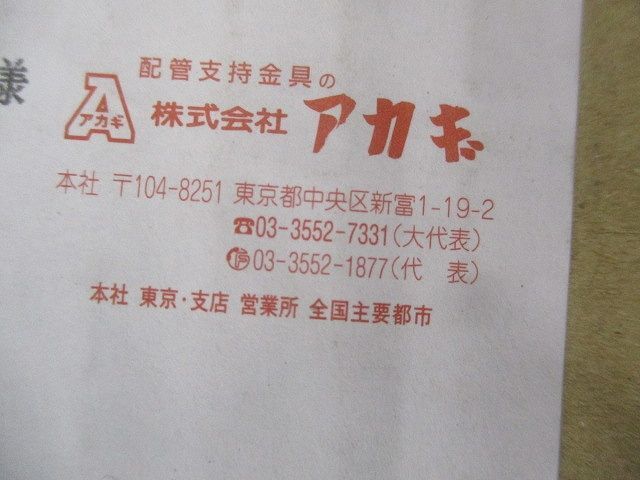 様
配管支持金具の
アカギ 株式会社 アカギ
本社 〒104-8251 東京都中央区新富1-19-2
☎03-3552-7331(大代表)
03-3552-1877(代 表)
本社 東京・支店 営業所 全国主要都市